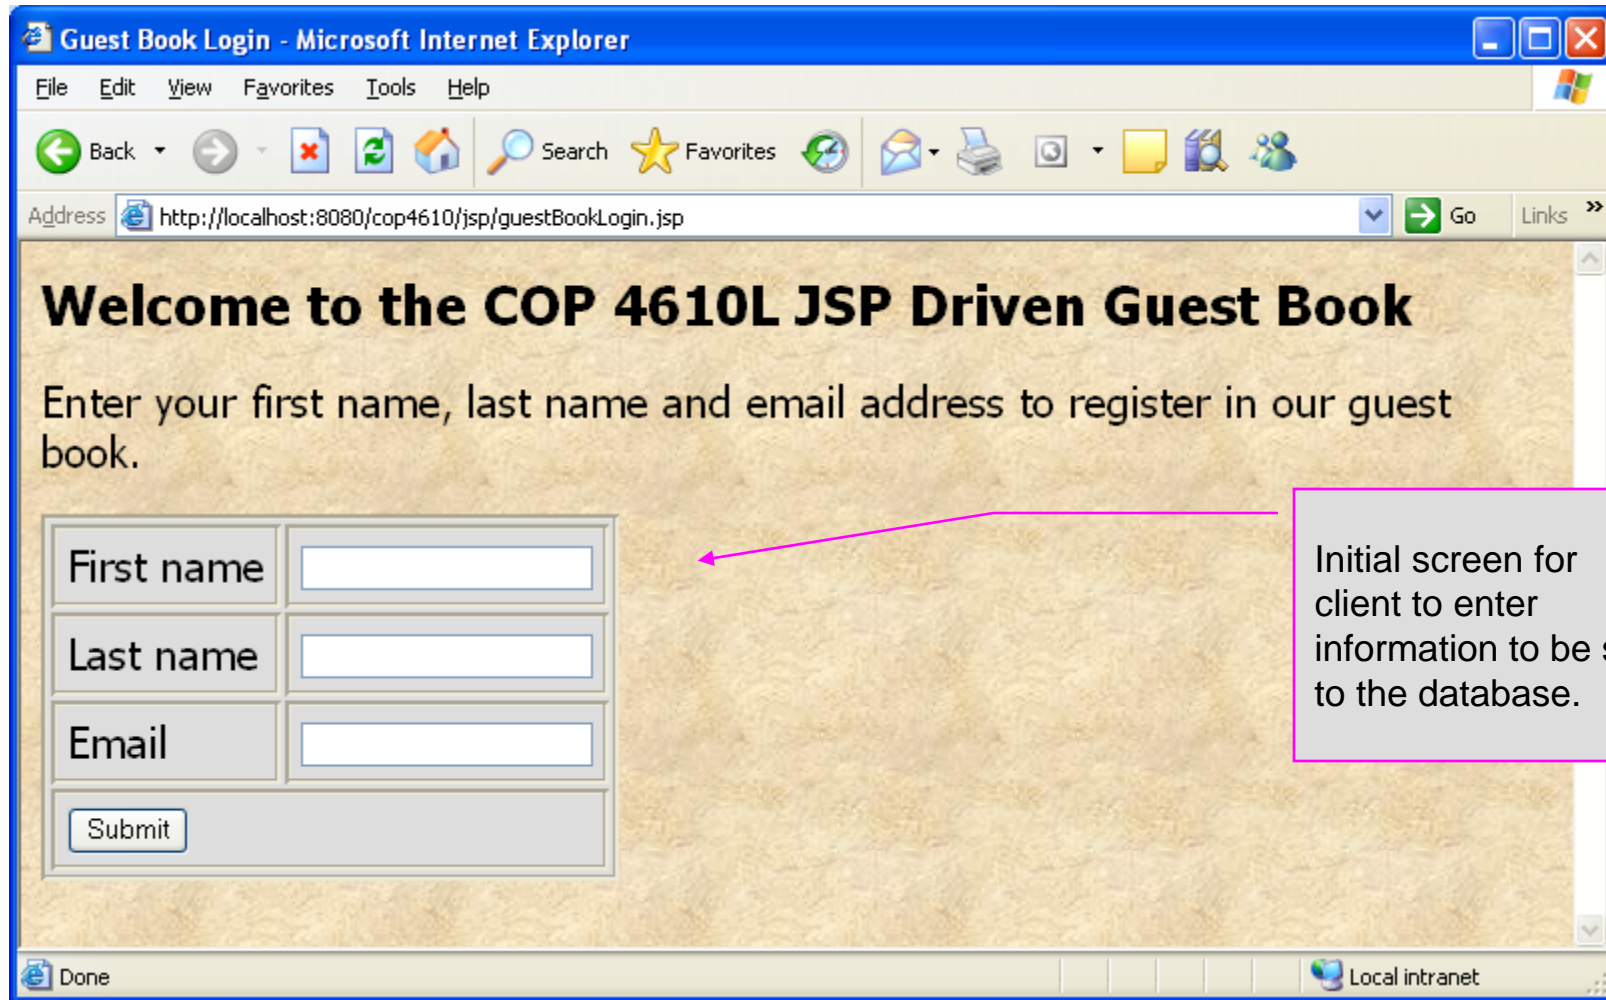 Guest Book Login - Microsoft Internet Explorer
File Edit View Favorites Tools Help
Back Search Favorites
Address http://localhost:8080/cop4610/jsp/guestBookLogin.jsp Go Links »
Welcome to the COP 4610L JSP Driven Guest Book
Enter your first name, last name and email address to register in our guest
book.
First name
Initial screen for
client to enter
information to be
to the database.
Last name
Email
Submit
Done Local intranet